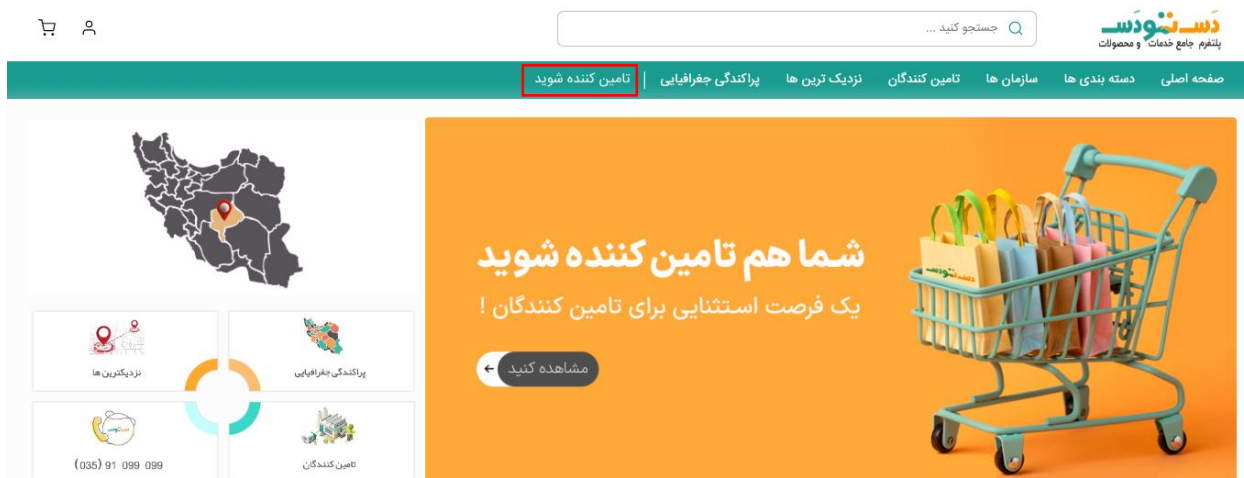 دَســتـودَســ
پلتفرم جامع خدمات و محصولات
جستجو کنید ...
صفحه اصلی
دسته بندی ها
سازمان ها
تامین کنندگان
نزدیک ترین ها
پراکندگی جغرافیایی
|
تامین کننده شوید
شـما هم تامین کننده شوید
یک فرصت استثنایی برای تامین کنندگان !
مشاهده کنید
پراکندگی جغرافیایی
نزدیکترین ها
تامین کنندگان
(035) 91 099 099